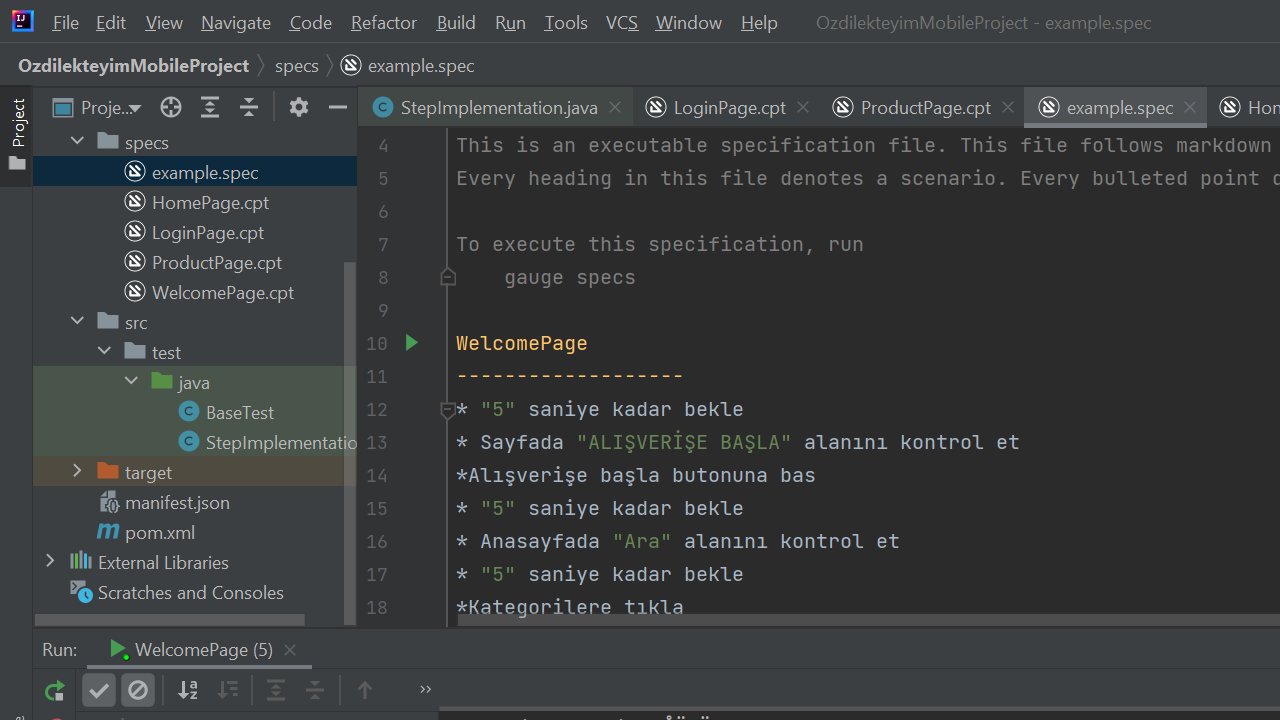 File Edit View Navigate Code Refactor Build Run Tools VCS Window Help OzdilekteyimMobileProject - example.spec
OzdilekteyimMobileProject specs example.spec
Project
Proje...
StepImplementation.java LoginPage.cpt ProductPage.cpt example.spec
specs
example.spec
HomePage.cpt
LoginPage.cpt
ProductPage.cpt
WelcomePage.cpt
src
test
java
BaseTest
target
manifest.json
pom.xml
External Libraries
Scratches and Consoles
4 This is an executable specification file. This file follows markdown
5 Every heading in this file denotes a scenario. Every bulleted point
6
7 To execute this specification, run
8 gauge specs
9
10 WelcomePage
11 -------------------
12 * "5" saniye kadar bekle
13 * Sayfada "ALIŞVERİŞE BAŞLA" alanını kontrol et
14 *Alışverişe başla butonuna bas
15 * "5" saniye kadar bekle
16 * Anasayfada "Ara" alanını kontrol et
17 * "5" saniye kadar bekle
18 *Kategorilere tıkla
Run: WelcomePage (5)